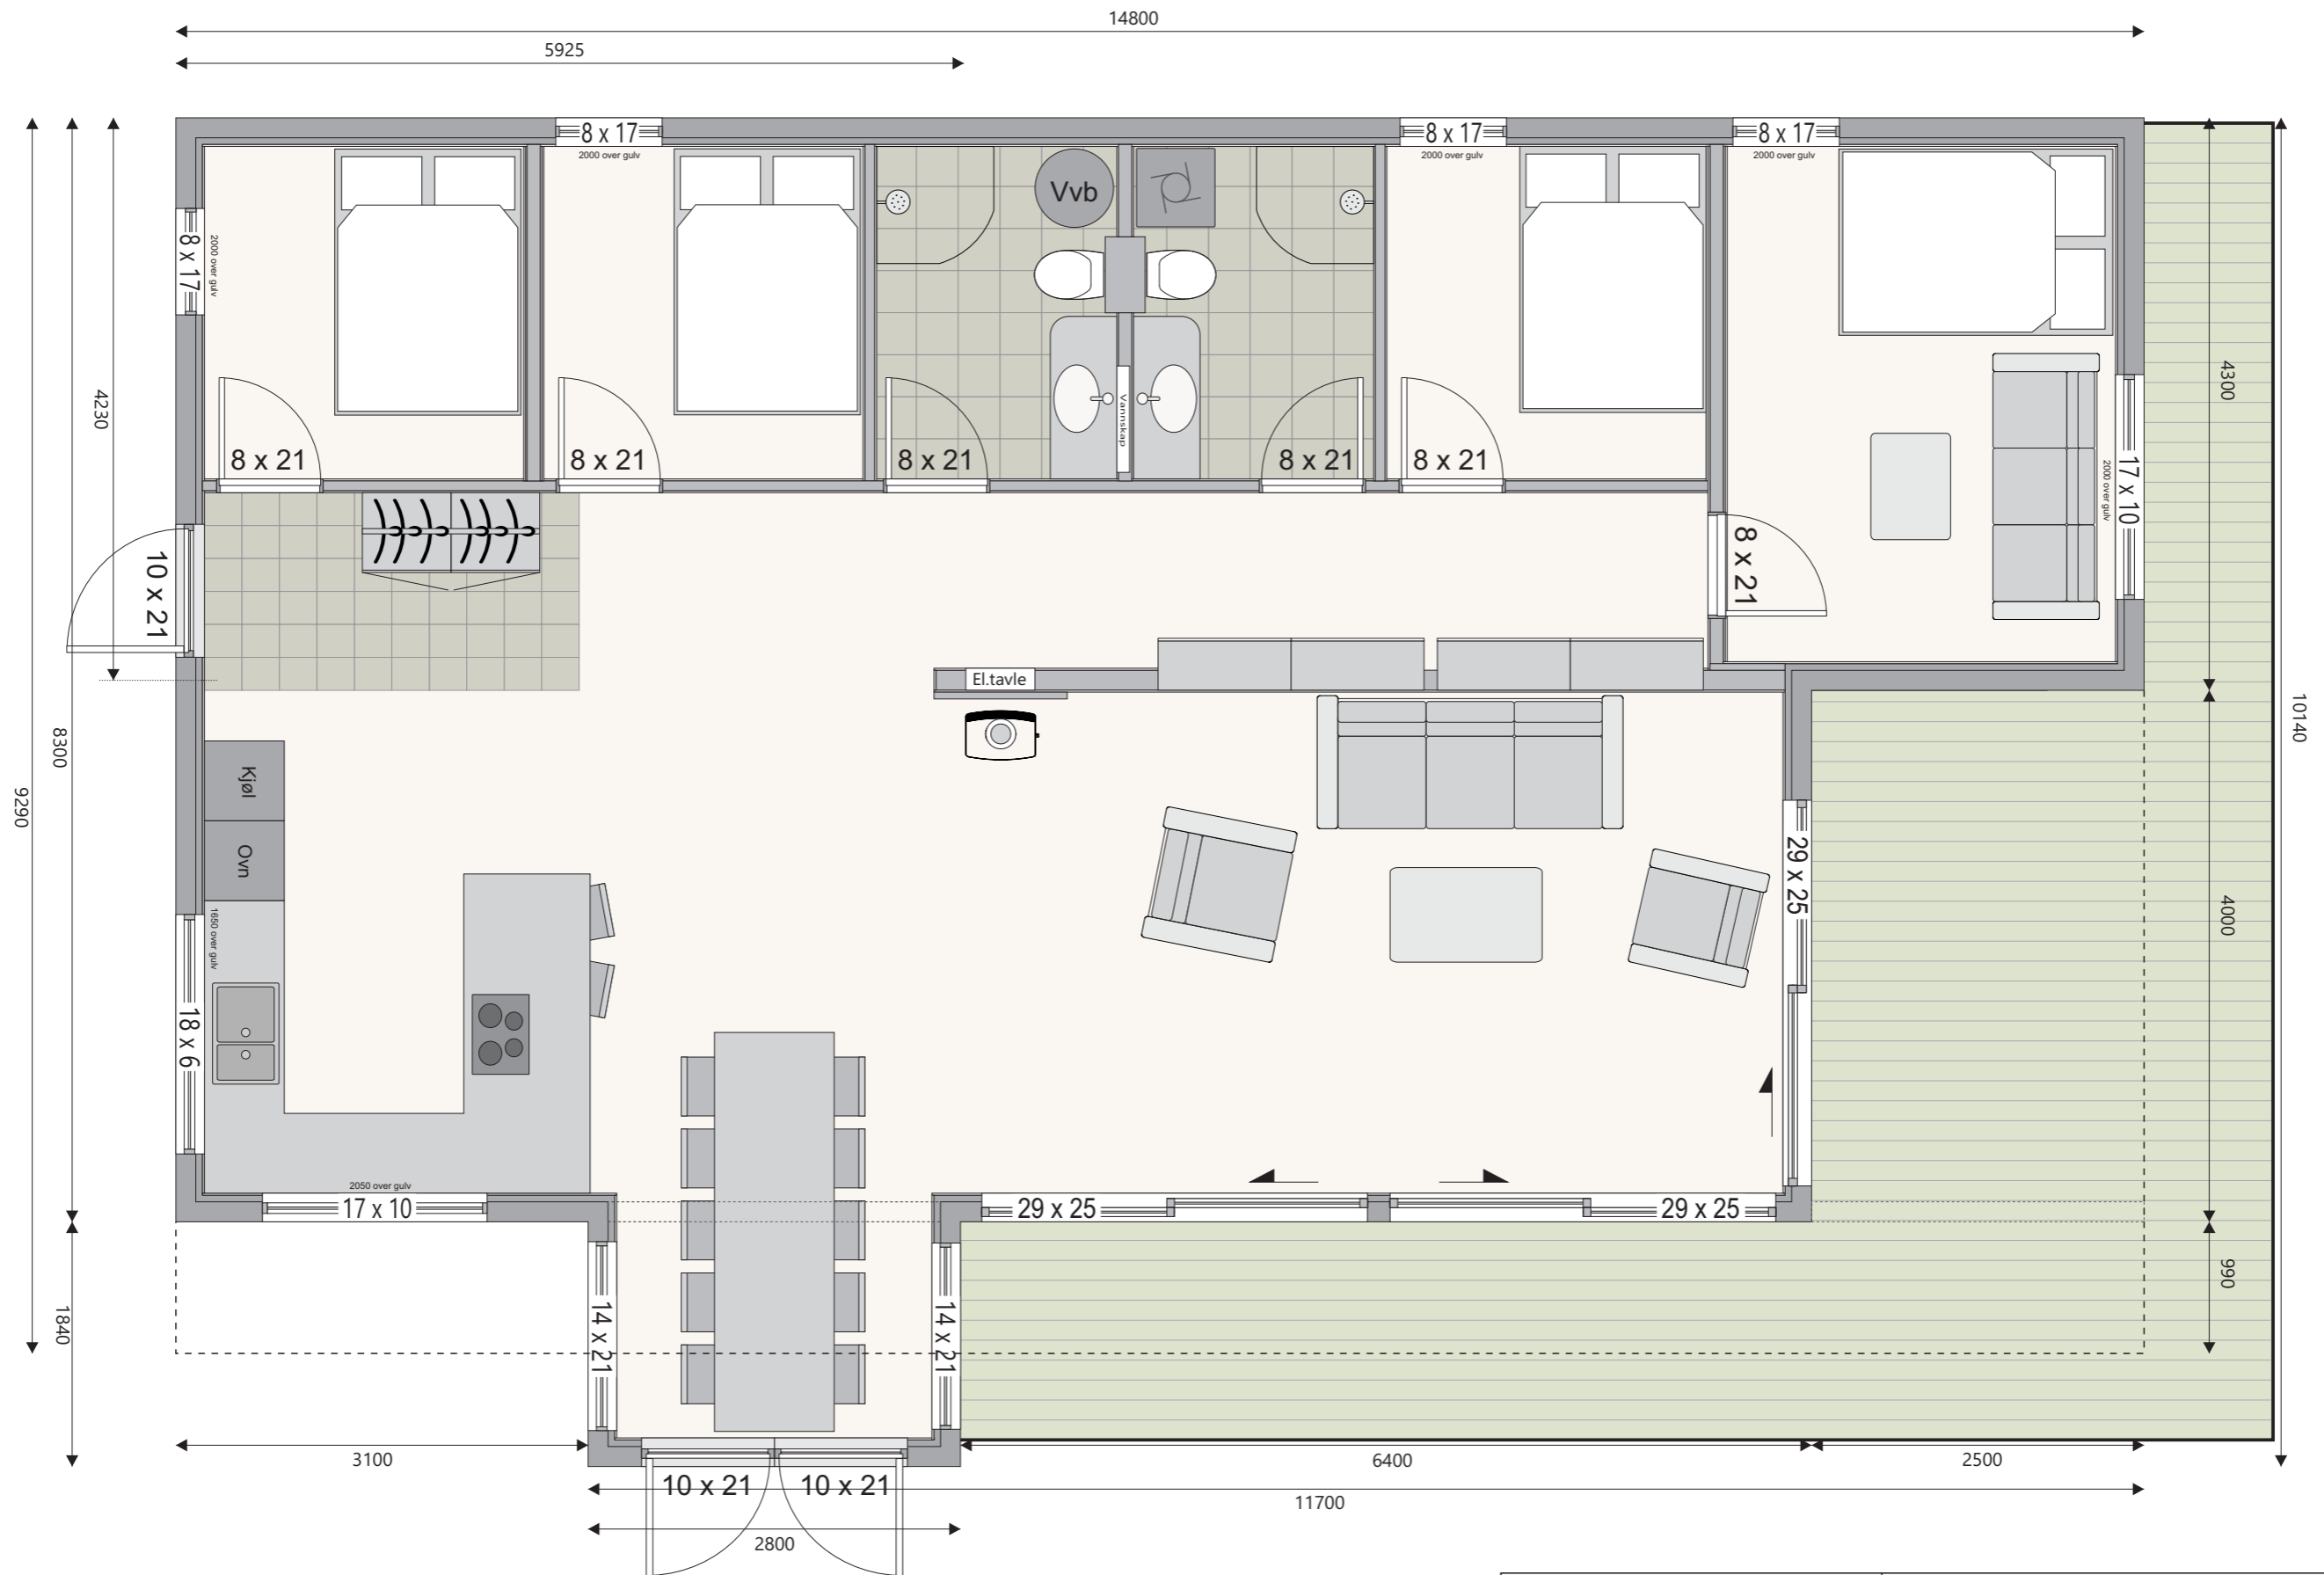 14800
5925
8 x 17
8 x 17
8 x 17
2000 over gulv
2000 over gulv
2000 over gulv
Vvb
8 x 17
2000 over gulv
4300
4230
Vannskap
8 x 21
8 x 21
8 x 21
8 x 21
8 x 21
2000 over gulv
17 x 10
10 x 21
8 x 21
El.tavle
10140
8300
9290
Kjøl
Ovn
29 x 25
4000
1650 over gulv
18 x 6
2050 over gulv
17 x 10
29 x 25
29 x 25
990
1840
14 x 21
14 x 21
3100
6400
2500
10 x 21
10 x 21
11700
2800